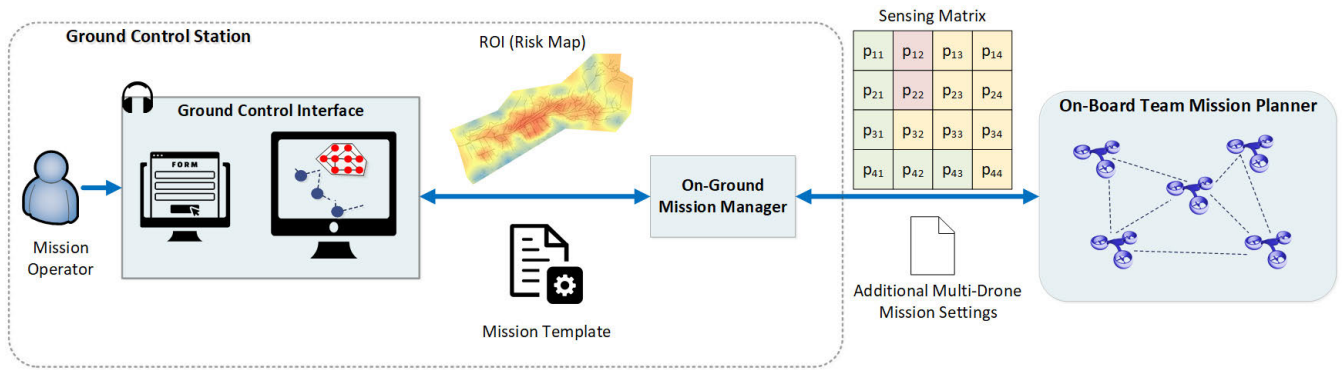 Ground Control Station
Ground Control Interface
FORM
Mission
Operator
ROI (Risk Map)
Mission Template
On-Ground
Mission Manager
Sensing Matrix
p11 p12 p13 p14
p21 p22 p23 p24
p31 p32 p33 p34
p41 p42 p43 p44
Additional Multi-Drone
Mission Settings
On-Board Team Mission Planner